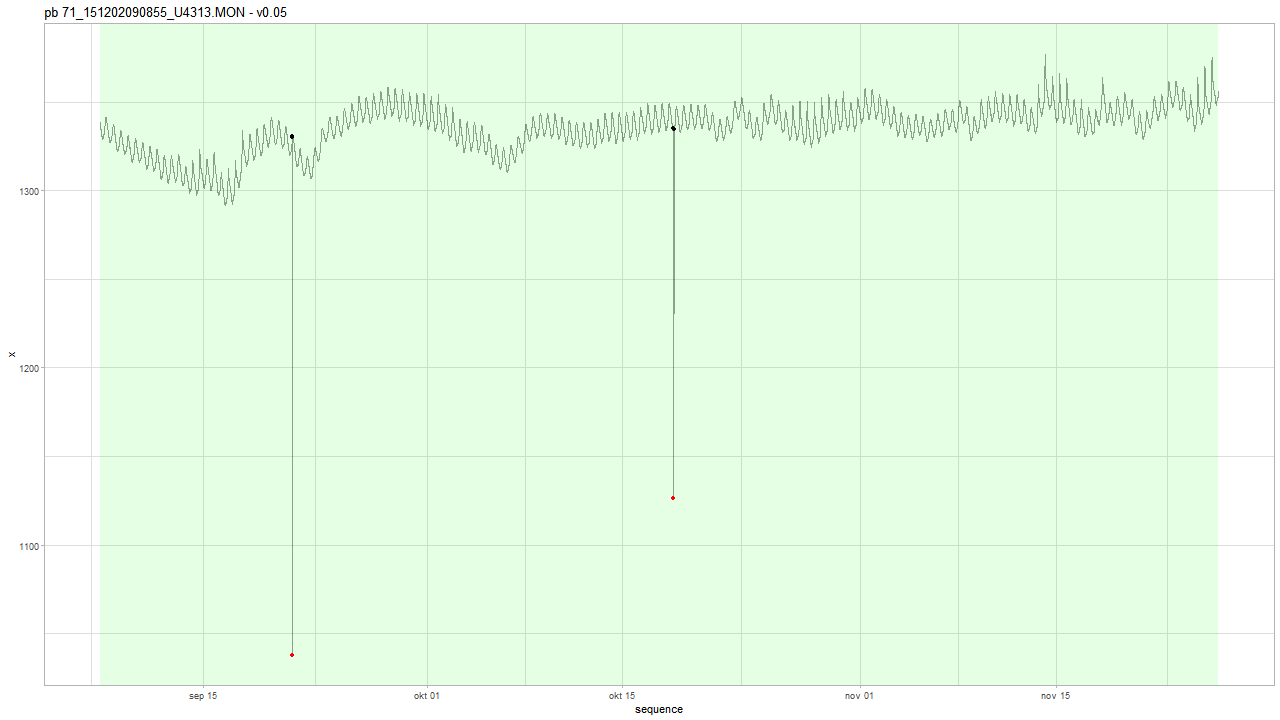 pb 71_151202090855_U4313.MON - v0.05
1300
1200
1100
x
sep 15
okt 01
okt 15
nov 01
nov 15
sequence